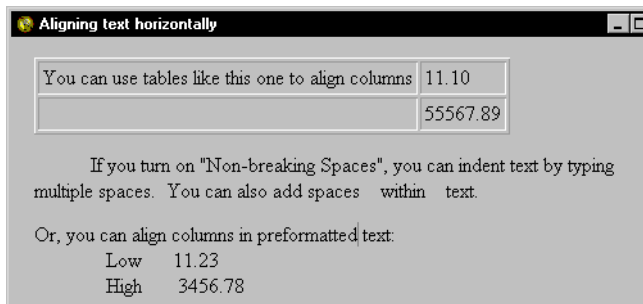 Aligning text horizontally
You can use tables like this one to align columns 11.10
55567.89
If you turn on "Non-breaking Spaces", you can indent text by typing
multiple spaces. You can also add spaces within text.
Or, you can align columns in preformatted text:
Low 11.23
High 3456.78